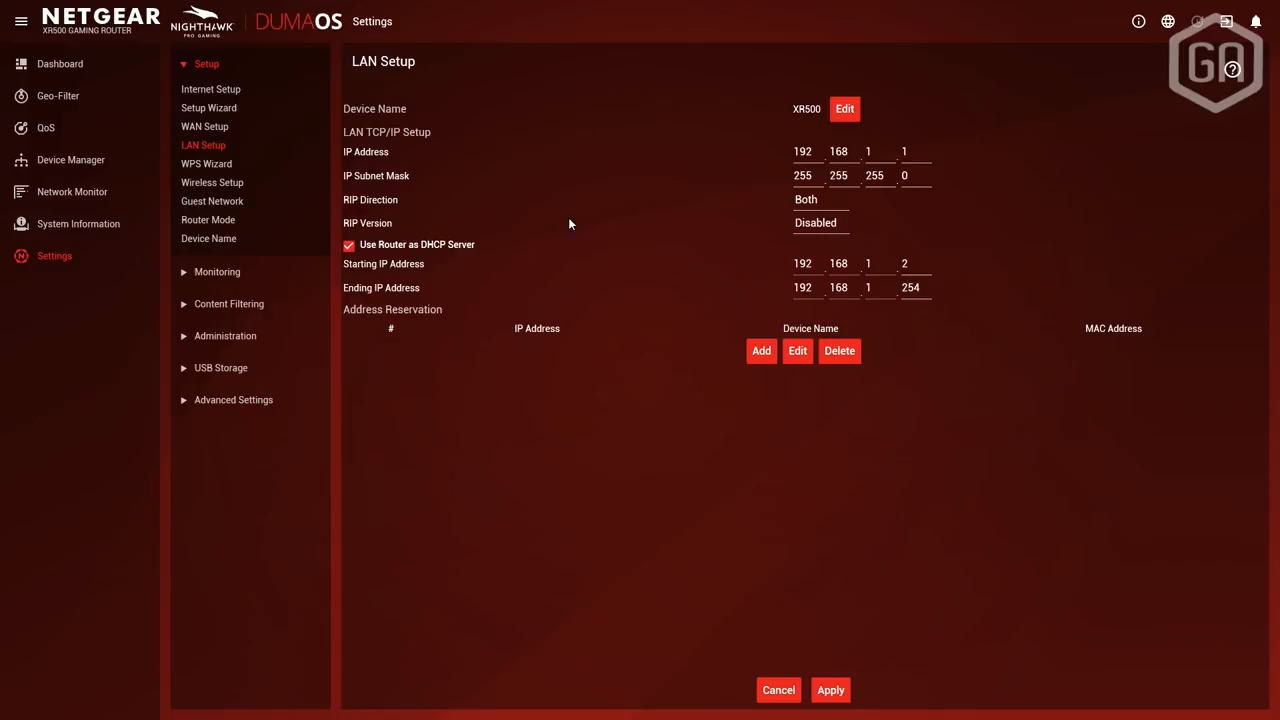 NETGEAR
XR500 GAMING ROUTER
NIGHTHAWK
PRO GAMING
DUMAOS
Settings
GA
Dashboard
Geo-Filter
QoS
Device Manager
Network Monitor
System Information
Settings
Setup
Internet Setup
Setup Wizard
WAN Setup
LAN Setup
WPS Wizard
Wireless Setup
Guest Network
Router Mode
Device Name
Monitoring
Content Filtering
Administration
USB Storage
Advanced Settings
LAN Setup
Device Name XR500 Edit
LAN TCP/IP Setup
IP Address 192 . 168 . 1 . 1
IP Subnet Mask 255 . 255 . 255 . 0
RIP Direction Both
RIP Version Disabled
Use Router as DHCP Server
Starting IP Address 192 . 168 . 1 . 2
Ending IP Address 192 . 168 . 1 . 254
Address Reservation
# IP Address Device Name MAC Address
Add Edit Delete
Cancel Apply